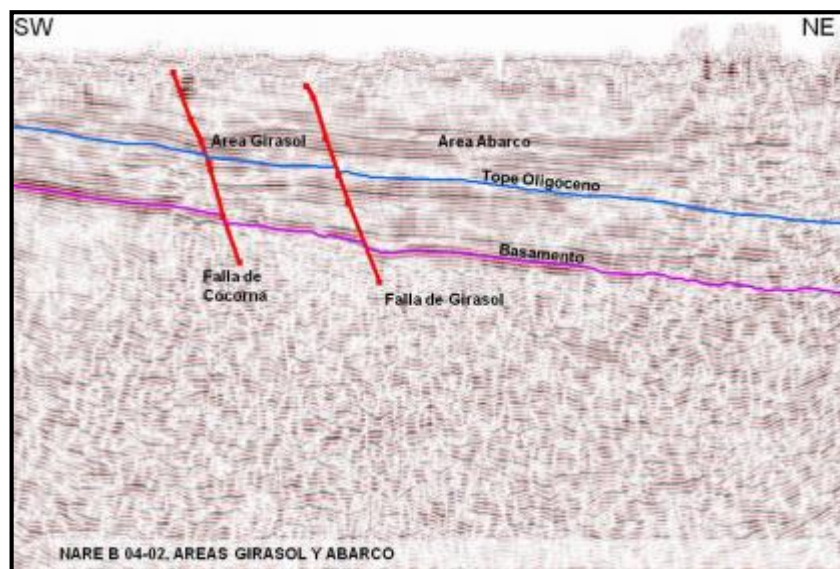 SW
NE
Area Girasol
Area Abarco
Tope Oligoceno
Basamento
Falla de
Cocorna
Falla de Girasol
NARE B 04-02, AREAS GIRASOL Y ABARCO